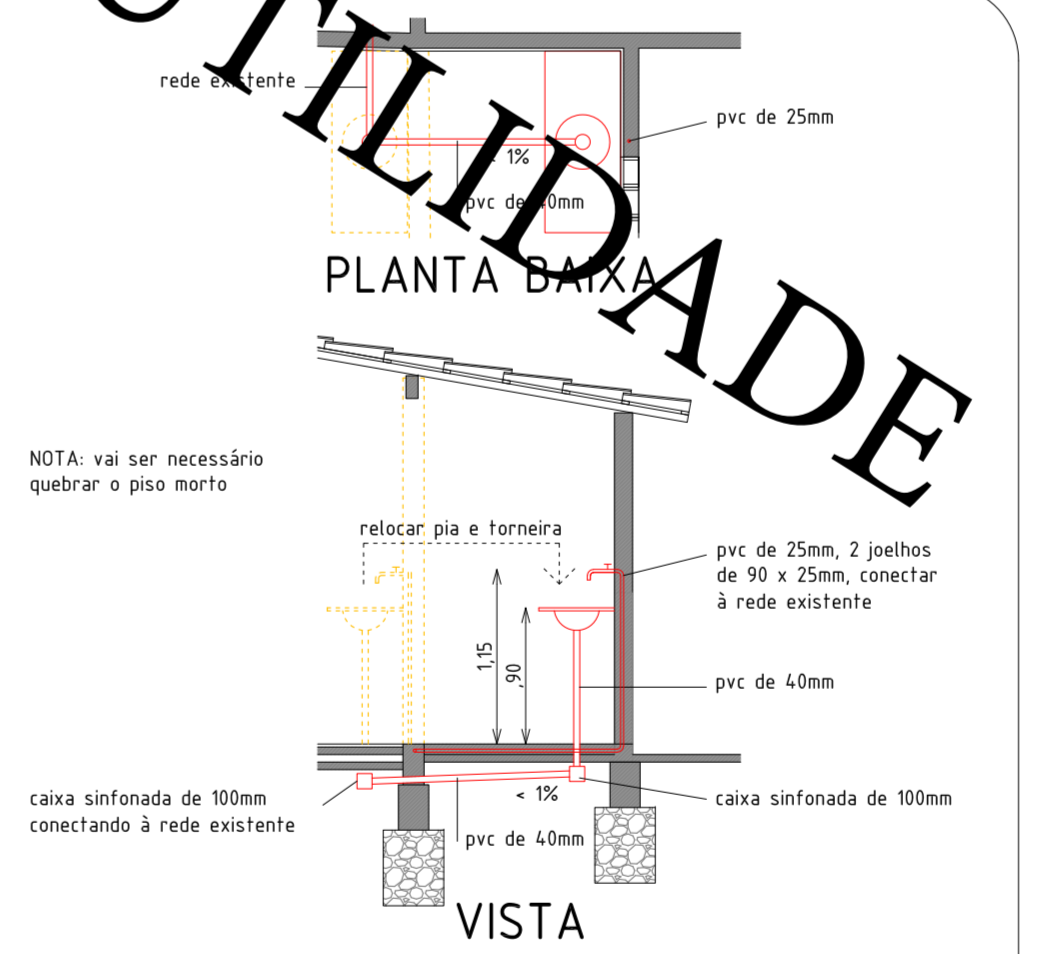 UTILIDADE
rede existente
pvc de 25mm
< 1%
pvc de 40mm
PLANTA BAIXA
NOTA: vai ser necessário
quebrar o piso morto
relocar pia e torneira
pvc de 25mm, 2 joelhos
de 90 x 25mm, conectar
à rede existente
1,15
,90
pvc de 40mm
caixa sinfonada de 100mm
conectando à rede existente
< 1%
caixa sinfonada de 100mm
pvc de 40mm
VISTA